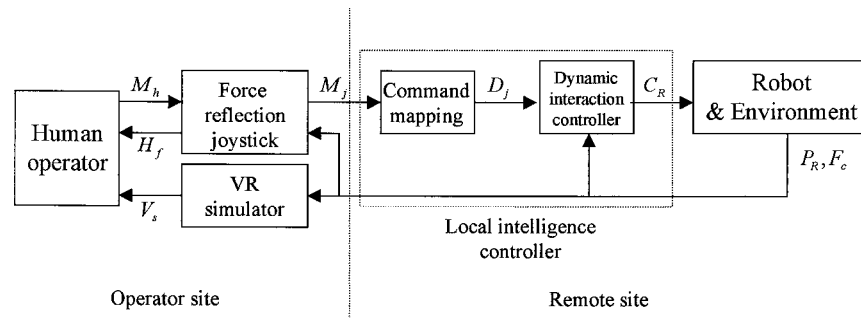 Human
operator
M_h
H_f
V_s
Force
reflection
joystick
VR
simulator
M_j
Command
mapping
D_j
Dynamic
interaction
controller
C_R
Robot
& Environment
P_R, F_c
Local intelligence
controller
Operator site
Remote site